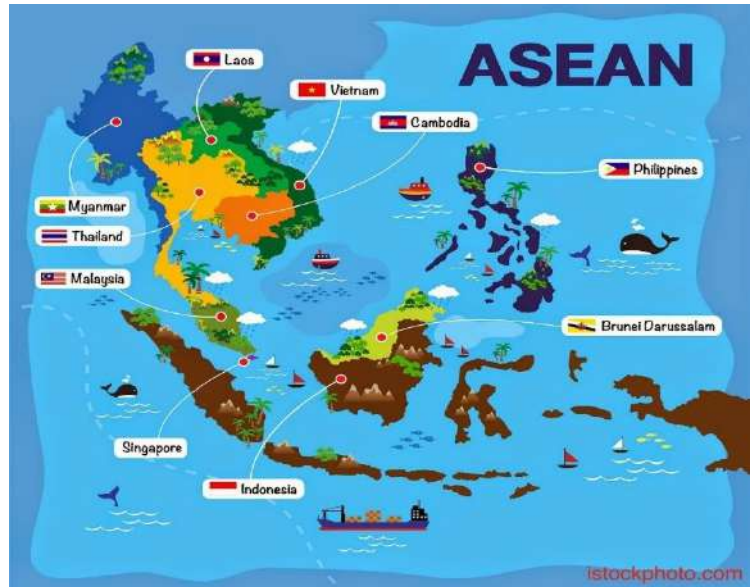 ASEAN
Laos
Vietnam
Cambodia
Philippines
Myanmar
Thailand
Malaysia
Brunei Darussalam
Singapore
Indonesia
istockphoto.com